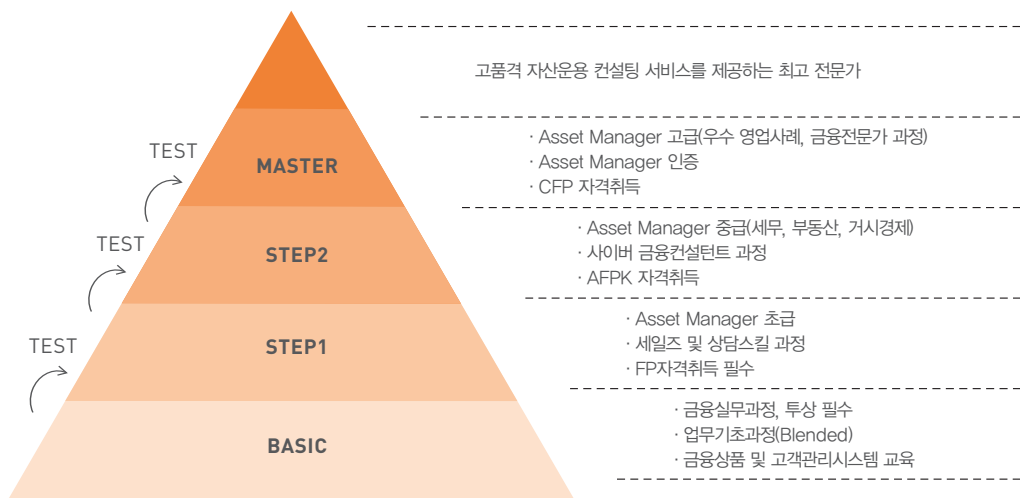 고품격 자산운용 컨설팅 서비스를 제공하는 최고 전문가
TEST
MASTER
· Asset Manager 고급(우수 영업사례, 금융전문가 과정)
· Asset Manager 인증
· CFP 자격취득
TEST
STEP2
· Asset Manager 중급(세무, 부동산, 거시경제)
· 사이버 금융컨설턴트 과정
· AFPK 자격취득
TEST
STEP1
· Asset Manager 초급
· 세일즈 및 상담스킬 과정
· FP자격취득 필수
BASIC
· 금융실무과정, 투상 필수
· 업무기초과정(Blended)
· 금융상품 및 고객관리시스템 교육